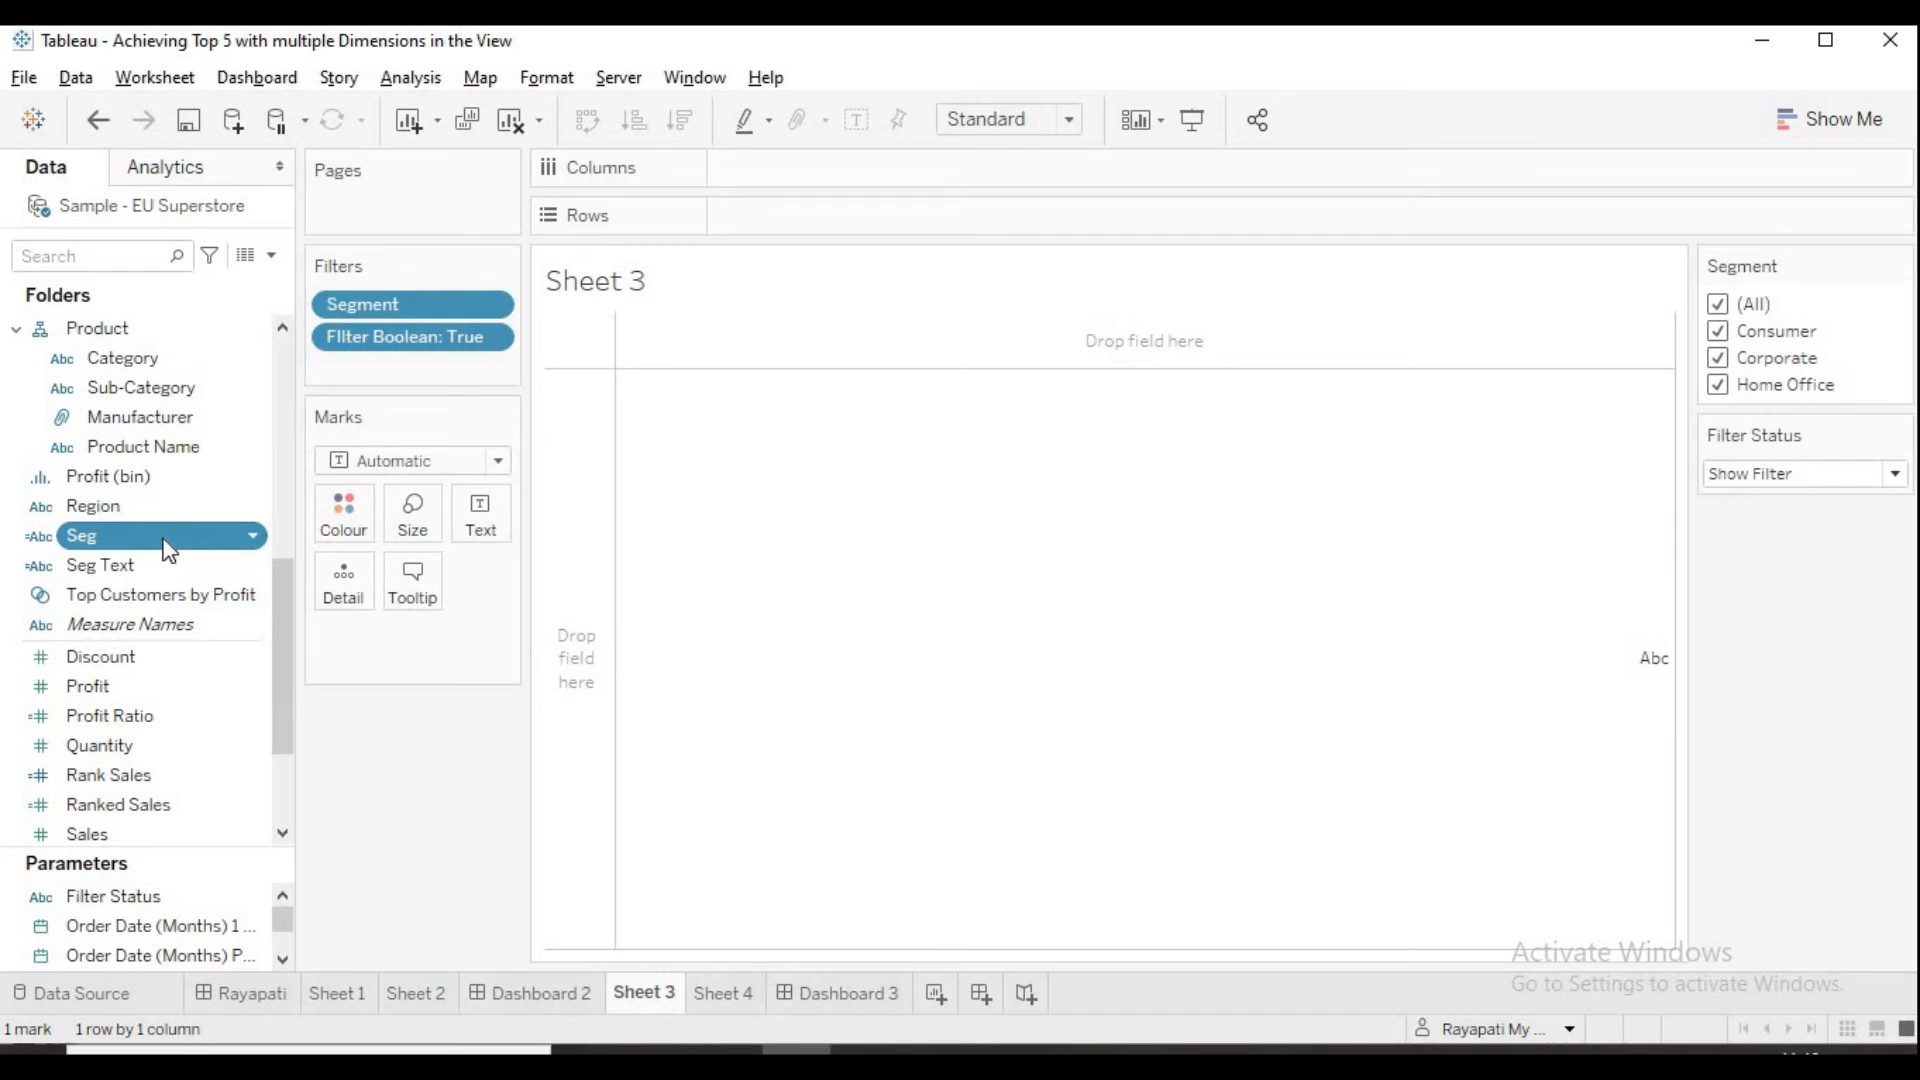 Tableau - Achieving Top 5 with multiple Dimensions in the View
File Data Worksheet Dashboard Story Analysis Map Format Server Window Help
Standard
Show Me
Data Analytics
Sample - EU Superstore
Search
Folders
Product
Abc Category
Abc Sub-Category
Manufacturer
Abc Product Name
Profit (bin)
Abc Region
=Abc Seg
=Abc Seg Text
Top Customers by Profit
Abc Measure Names
# Discount
# Profit
=# Profit Ratio
# Quantity
=# Rank Sales
=# Ranked Sales
# Sales
Parameters
Abc Filter Status
Order Date (Months) 1 ...
Order Date (Months) P...
Pages
Filters
Segment
FIlter Boolean: True
Marks
Automatic
Colour Size Text
Detail Tooltip
Columns
Rows
Sheet 3
Drop field here
Drop
field
here
Abc
Segment
(All)
Consumer
Corporate
Home Office
Filter Status
Show Filter
Activate Windows
Go to Settings to activate Windows.
Data Source Rayapati Sheet 1 Sheet 2 Dashboard 2 Sheet 3 Sheet 4 Dashboard 3
1 mark 1 row by 1 column
Rayapati My ...